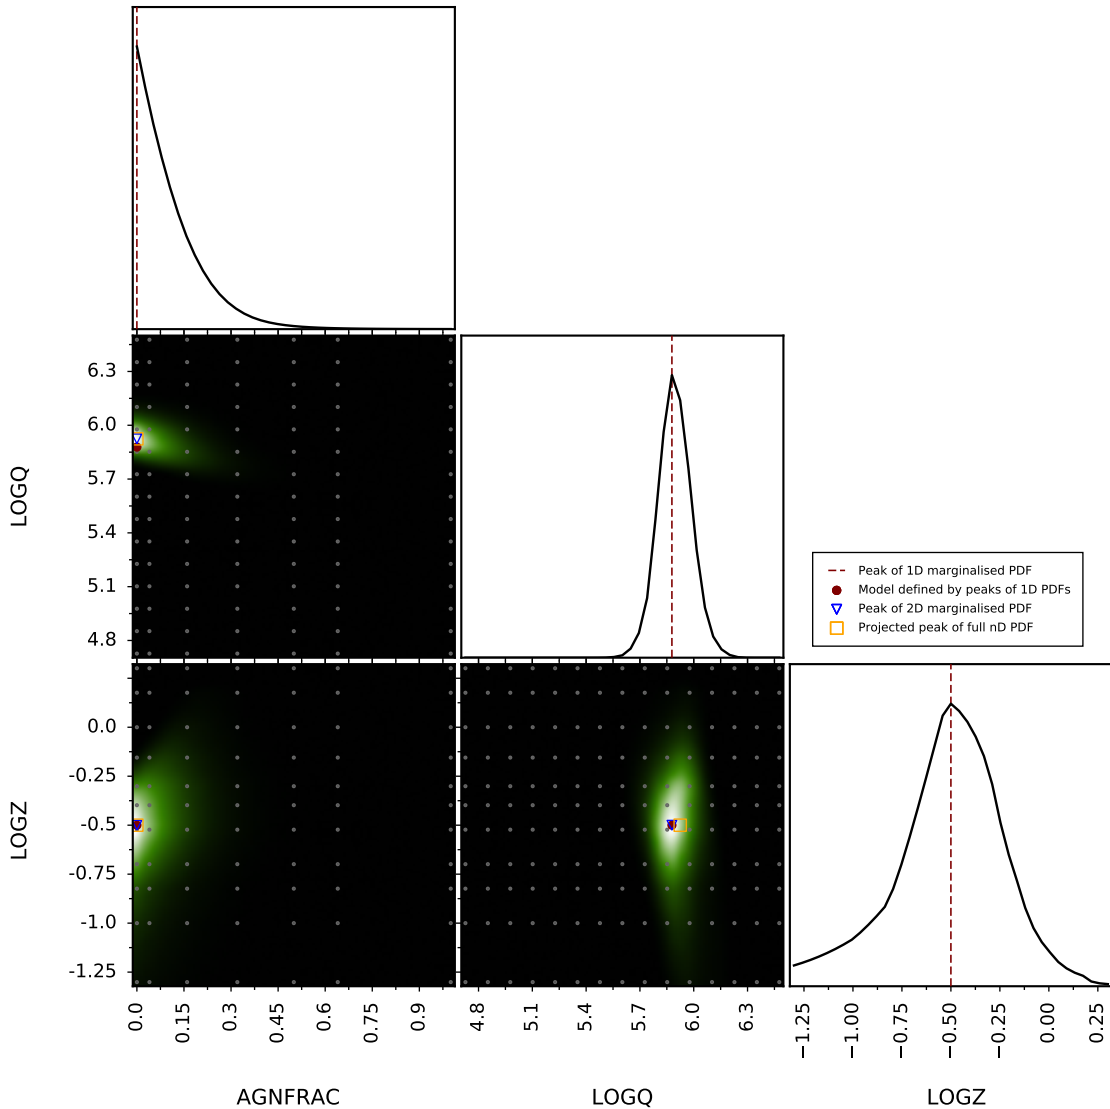 6.3
6.0
5.7
5.4
5.1
4.8
LOGQ
Peak of 1D marginalised PDF
Model defined by peaks of 1D PDFs
Peak of 2D marginalised PDF
Projected peak of full nD PDF
0.0
-0.25
-0.5
-0.75
-1.0
-1.25
LOGZ
0.0 0.15 0.3 0.45 0.6 0.75 0.9
4.8 5.1 5.4 5.7 6.0 6.3
−1.25 −1.00 −0.75 −0.50 −0.25 0.00 0.25
AGNFRAC LOGQ LOGZ